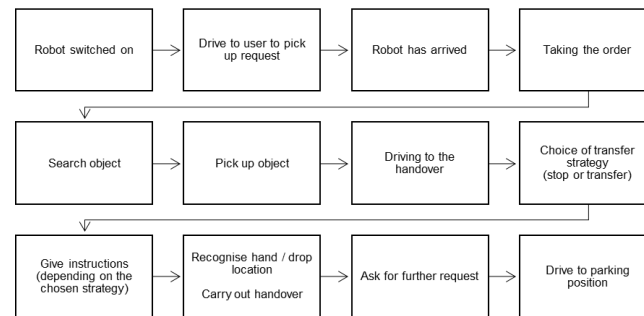 Robot switched on
Drive to user to pick
up request
Robot has arrived
Taking the order
Search object
Pick up object
Driving to the
handover
Choice of transfer
strategy
(stop or transfer)
Give instructions
(depending on the
chosen strategy)
Recognise hand / drop
location
Carry out handover
Ask for further request
Drive to parking
position